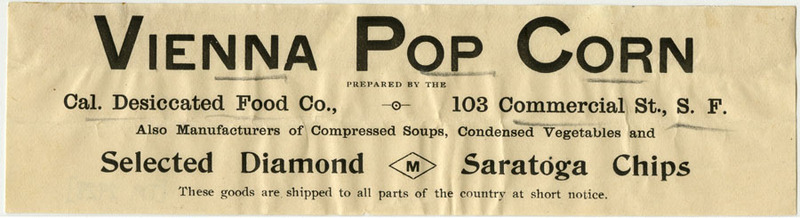 VIENNA POP CORN
PREPARED BY THE
Cal. Desiccated Food Co., 103 Commercial St., S. F.
Also Manufacturers of Compressed Soups, Condensed Vegetables and
Selected Diamond M Saratoga Chips
These goods are shipped to all parts of the country at short notice.